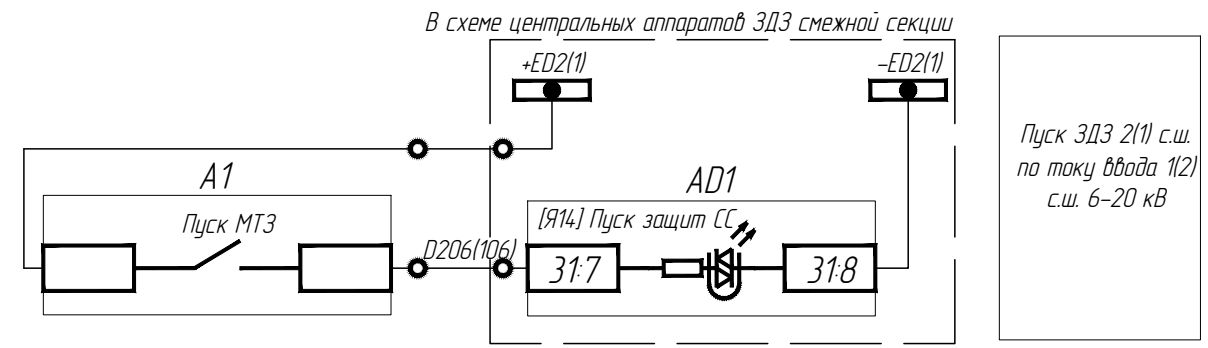 В схеме центральных аппаратов ЗДЗ смежной секции
+ED2(1)
-ED2(1)
A1
Пуск МТЗ
D206(106)
AD1
[Я14] Пуск защит СС
31:7
31:8
Пуск ЗДЗ 2(1) с.ш.
по току ввода 1(2)
с.ш. 6-20 кВ